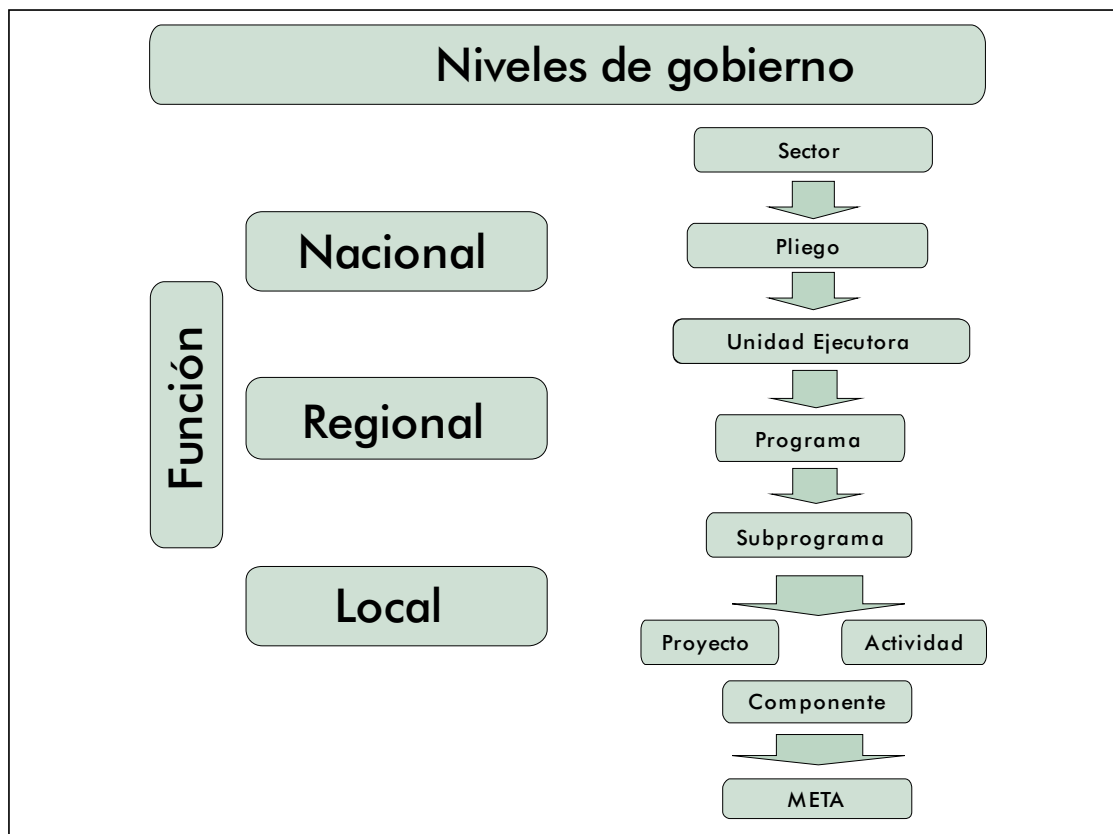 Niveles de gobierno
Función
Nacional
Regional
Local
Sector
Pliego
Unidad Ejecutora
Programa
Subprograma
Proyecto
Actividad
Componente
META